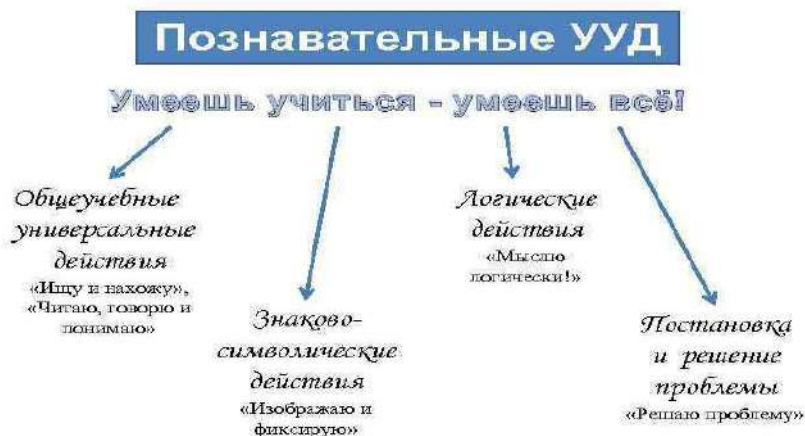 Познавательные УУД
Умеешь учиться - умеешь всё!
Общеучебные
универсальные
действия
«Ищу и нахожу»,
«Читаю, говорю и
понимаю»
Знаково-
символические
действия
«Изображаю и
фиксирую»
Логические
действия
«Мыслю
логически!»
Постановка
и решение
проблемы
«Решаю проблему»